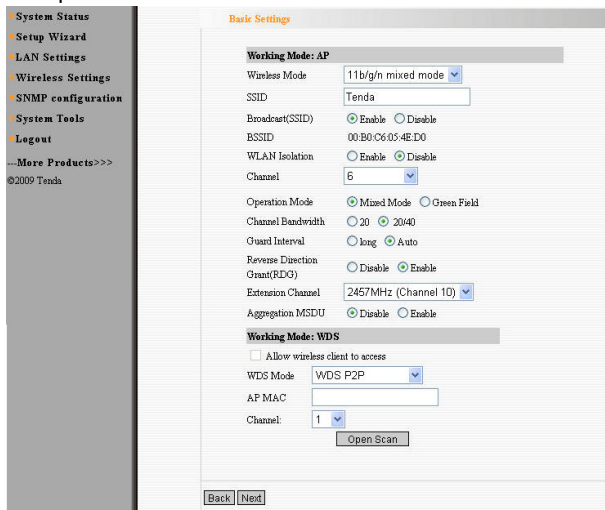 System Status
Setup Wizard
LAN Settings
Wireless Settings
SNMP configuration
System Tools
Logout
---More Products>>>
©2009 Tenda
Basic Settings
Working Mode: AP
Wireless Mode 11b/g/n mixed mode
SSID Tenda
Broadcast(SSID) Enable Disable
BSSID 00:B0:C6:05:4E:D0
WLAN Isolation Enable Disable
Channel 6
Operation Mode Mixed Mode Green Field
Channel Bandwidth 20 20/40
Guard Interval long Auto
Reverse Direction
Grant(RDG) Disable Enable
Extension Channel 2457MHz (Channel 10)
Aggregation MSDU Disable Enable
Working Mode: WDS
Allow wireless client to access
WDS Mode WDS P2P
AP MAC
Channel: 1
Open Scan
Back Next